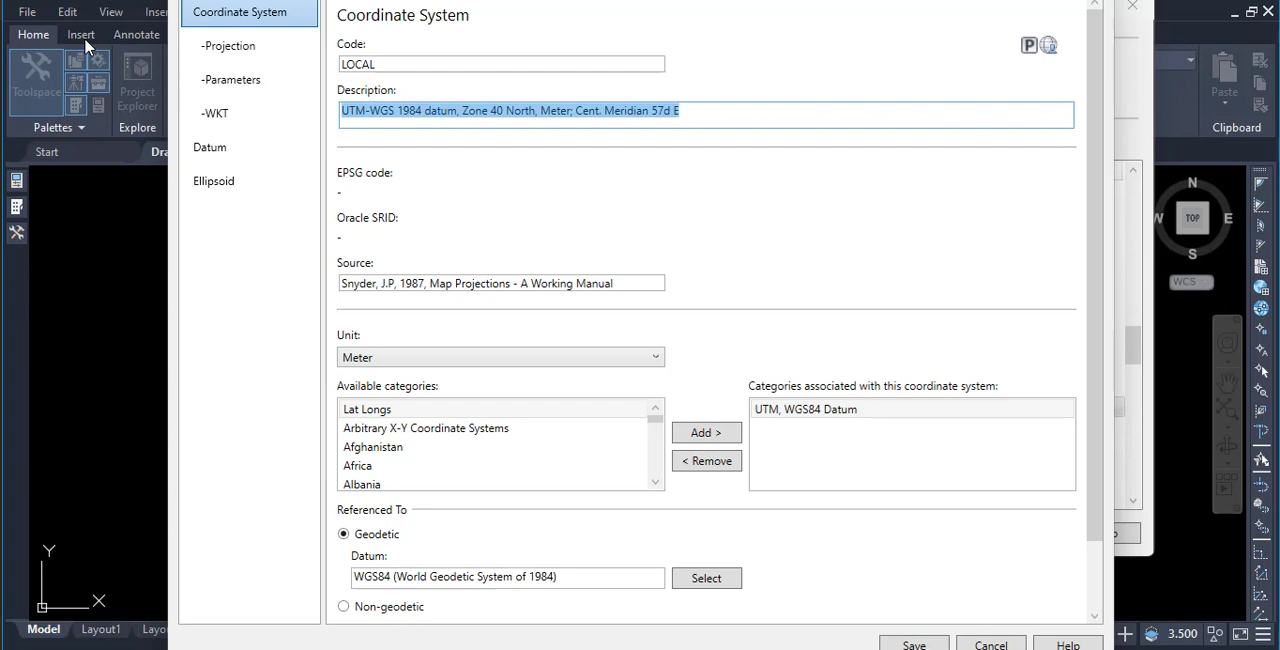 File Edit View Inser
Home Insert Annotate
Toolspace Project Explorer
Palettes Explore
Start Dra
Coordinate System
-Projection
-Parameters
-WKT
Datum
Ellipsoid
Coordinate System
Code:
LOCAL
Description:
UTM-WGS 1984 datum, Zone 40 North, Meter; Cent. Meridian 57d E
EPSG code:
-
Oracle SRID:
-
Source:
Snyder, J.P, 1987, Map Projections - A Working Manual
Unit:
Meter
Available categories:
Lat Longs
Arbitrary X-Y Coordinate Systems
Afghanistan
Africa
Albania
Add >
< Remove
Categories associated with this coordinate system:
UTM, WGS84 Datum
Referenced To
Geodetic
Datum:
WGS84 (World Geodetic System of 1984)
Select
Non-geodetic
Save Cancel Help
P
Paste
Clipboard
N
W TOP E
S
WCS
Y
X
Model Layout1 Layo
3.500